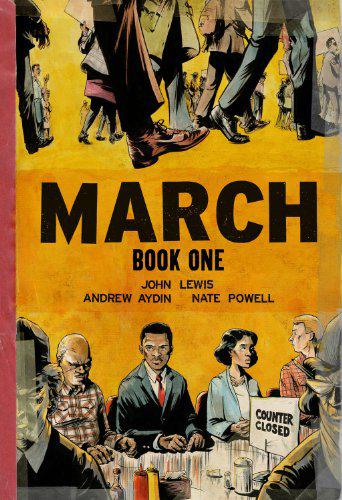 MARCH
BOOK ONE
JOHN LEWIS
ANDREW AYDIN NATE POWELL
COUNTER
CLOSED